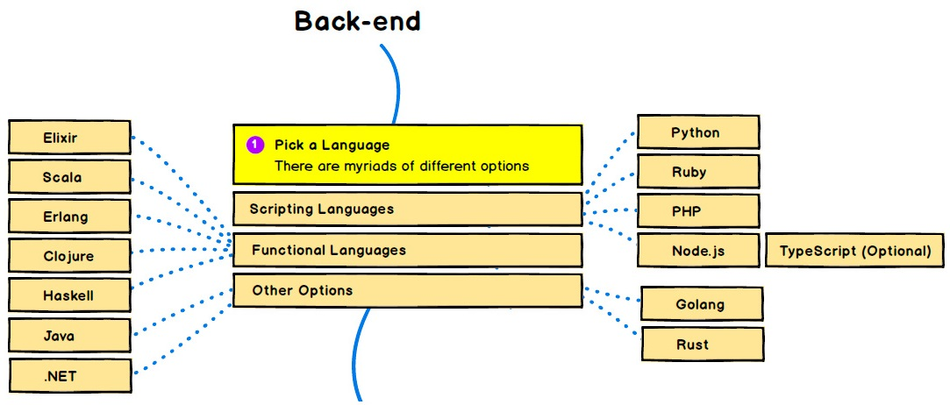 Back-end
1 Pick a Language
There are myriads of different options
Scripting Languages
Functional Languages
Other Options
Elixir
Scala
Erlang
Clojure
Haskell
Java
.NET
Python
Ruby
PHP
Node.js
TypeScript (Optional)
Golang
Rust